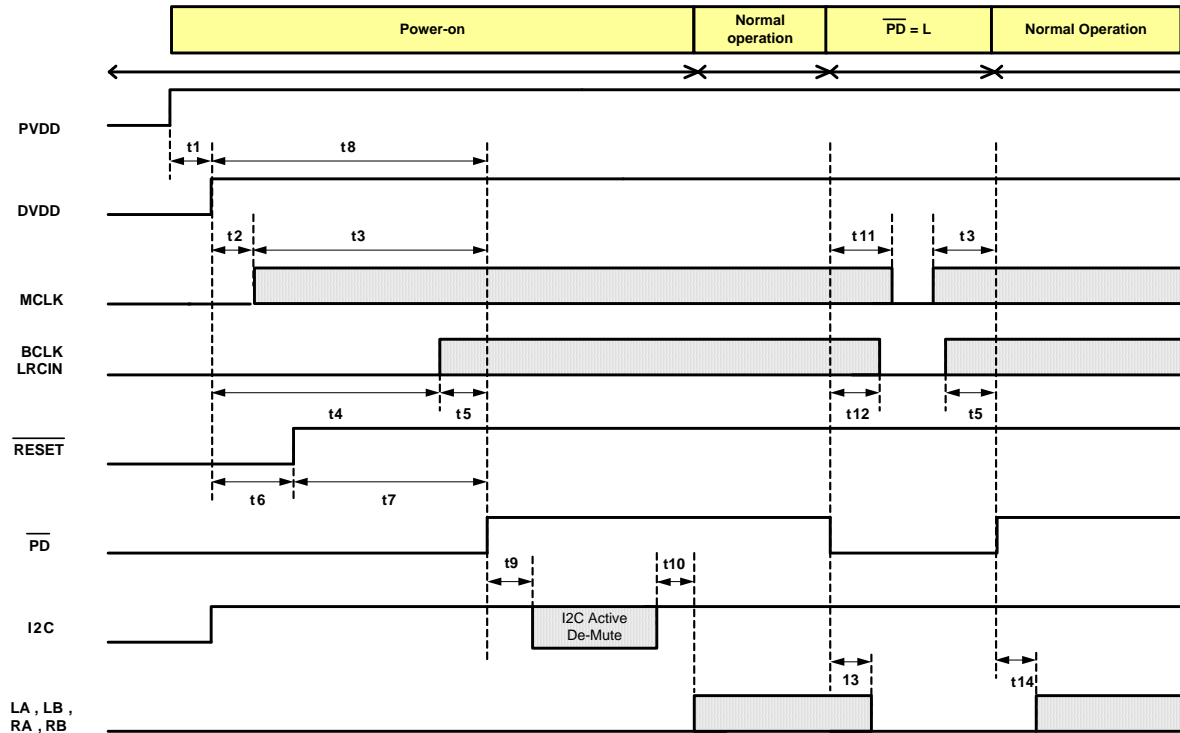 Power-on
Normal
operation
PD = L
Normal Operation
PVDD
t1
t8
DVDD
t2
t3
t11
t3
MCLK
BCLK
LRCIN
t4
t5
t12
t5
RESET
t6
t7
PD
t9
t10
I2C
I2C Active
De-Mute
13
t14
LA , LB ,
RA , RB